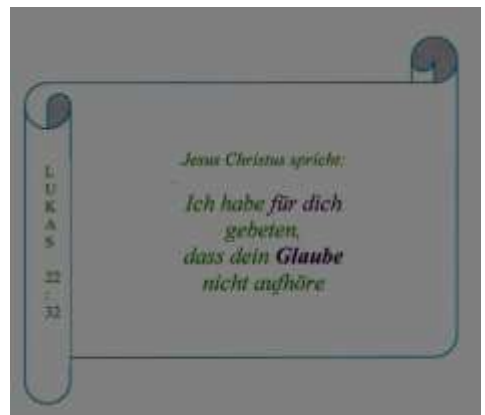 Jesus Christus spricht:
Ich habe für dich
gebeten,
dass dein Glaube
nicht aufhöre
LUKAS 22:32